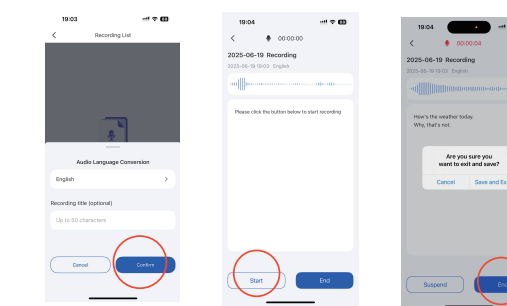 19:03
Recording List
Audio Language Conversion
English
Recording title (optional)
Up to 50 characters
Cancel
Confirm
19:04
00:00:00
2025-06-19 Recording
2025-06-19 19:03 English
Please click the button below to start recording
Start
End
19:04
00:00:04
2025-06-19 Recording
2025-06-19 19:03 English
How's the weather today.
Why, that's not.
Are you sure you
want to exit and save?
Cancel
Save and Ex
Suspend
End